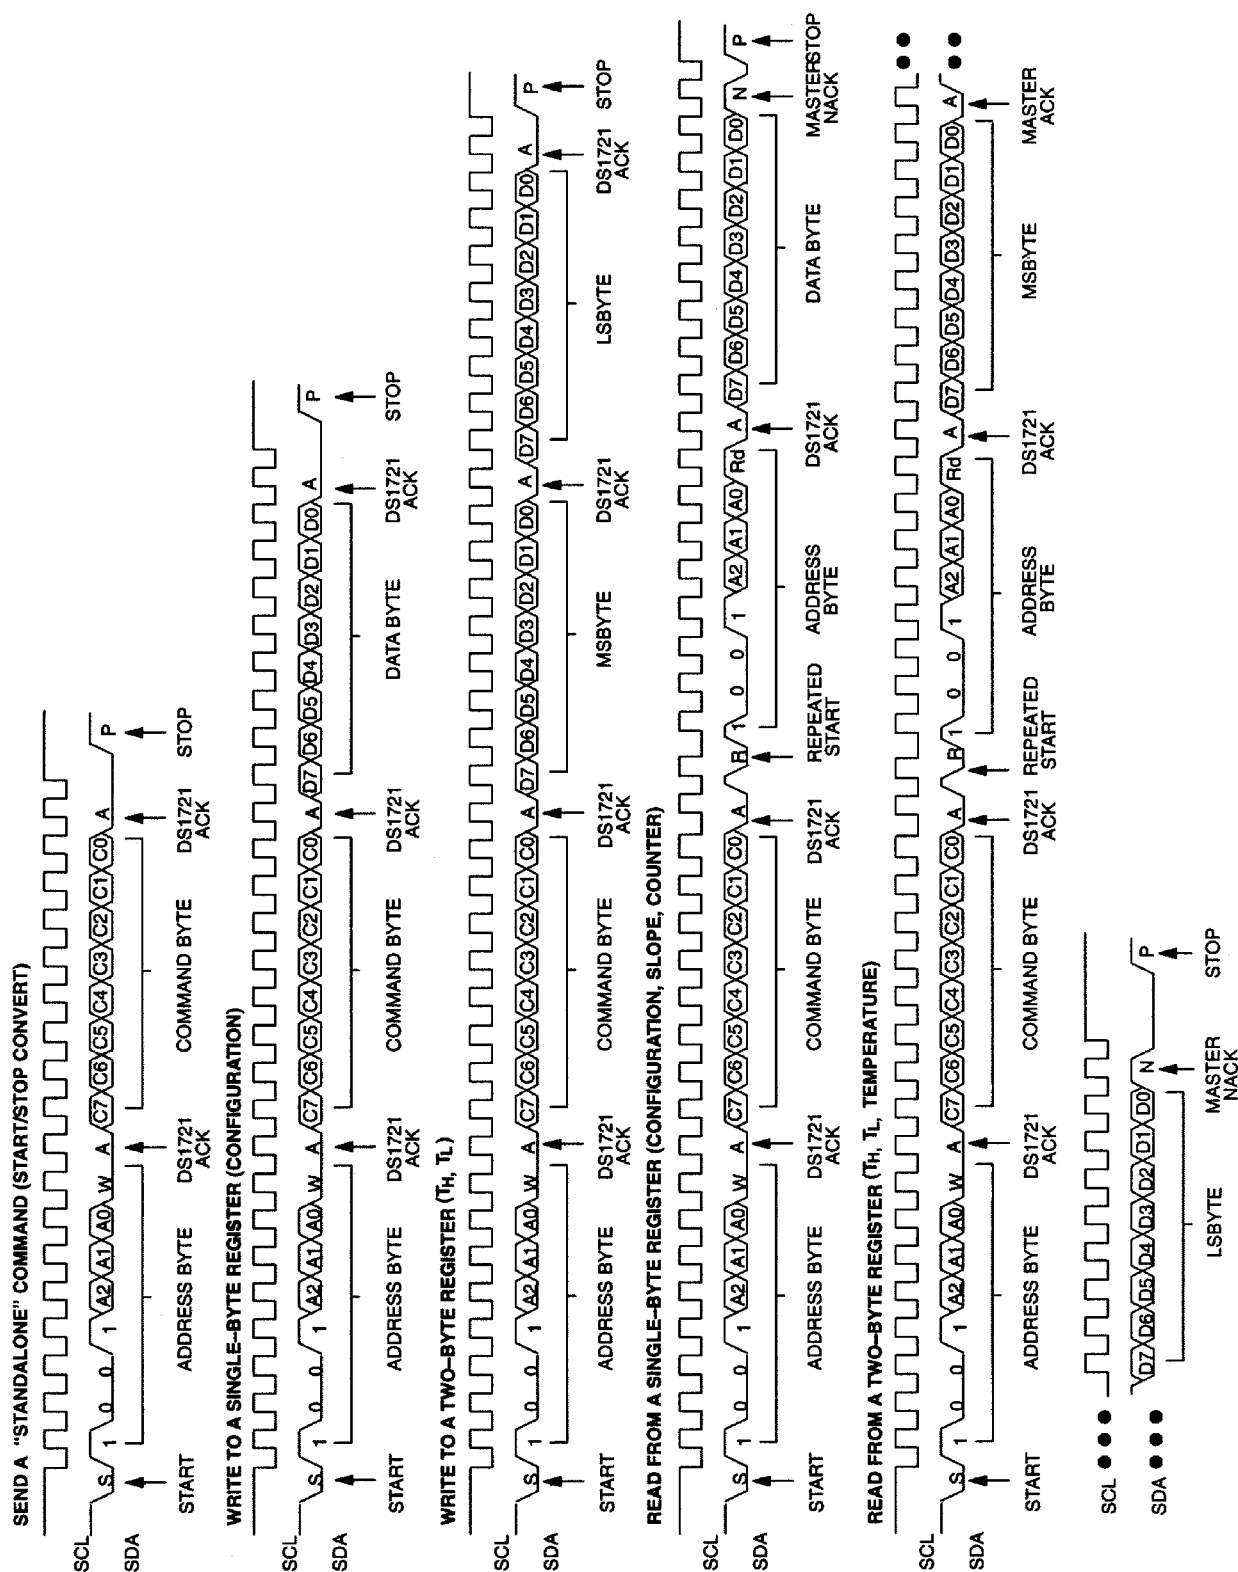 SEND A "STANDALONE" COMMAND (START/STOP CONVERT)
SCL
SDA S 1 0 0 1 A2 A1 A0 W A C7 C6 C5 C4 C3 C2 C1 C0 A P
START ADDRESS BYTE DS1721 ACK COMMAND BYTE DS1721 ACK STOP
WRITE TO A SINGLE–BYTE REGISTER (CONFIGURATION)
SCL
SDA S 1 0 0 1 A2 A1 A0 W A C7 C6 C5 C4 C3 C2 C1 C0 A D7 D6 D5 D4 D3 D2 D1 D0 A P
START ADDRESS BYTE DS1721 ACK COMMAND BYTE DS1721 ACK DATA BYTE DS1721 ACK STOP
WRITE TO A TWO–BYTE REGISTER (TH, TL)
SCL
SDA S 1 0 0 1 A2 A1 A0 W A C7 C6 C5 C4 C3 C2 C1 C0 A D7 D6 D5 D4 D3 D2 D1 D0 A D7 D6 D5 D4 D3 D2 D1 D0 A P
START ADDRESS BYTE DS1721 ACK COMMAND BYTE DS1721 ACK MSBYTE DS1721 ACK LSBYTE DS1721 ACK STOP
READ FROM A SINGLE–BYTE REGISTER (CONFIGURATION, SLOPE, COUNTER)
SCL
SDA S 1 0 0 1 A2 A1 A0 W A C7 C6 C5 C4 C3 C2 C1 C0 A R 1 0 0 1 A2 A1 A0 Rd A D7 D6 D5 D4 D3 D2 D1 D0 N P
START ADDRESS BYTE DS1721 ACK COMMAND BYTE DS1721 ACK REPEATED START ADDRESS BYTE DS1721 ACK DATA BYTE MASTER NACK STOP
READ FROM A TWO–BYTE REGISTER (TH, TL, TEMPERATURE)
SCL
SDA S 1 0 0 1 A2 A1 A0 W A C7 C6 C5 C4 C3 C2 C1 C0 A R 1 0 0 1 A2 A1 A0 Rd A D7 D6 D5 D4 D3 D2 D1 D0 A
START ADDRESS BYTE DS1721 ACK COMMAND BYTE DS1721 ACK REPEATED START ADDRESS BYTE DS1721 ACK MSBYTE MASTER ACK
SCL
SDA D7 D6 D5 D4 D3 D2 D1 D0 N P
LSBYTE MASTER NACK STOP